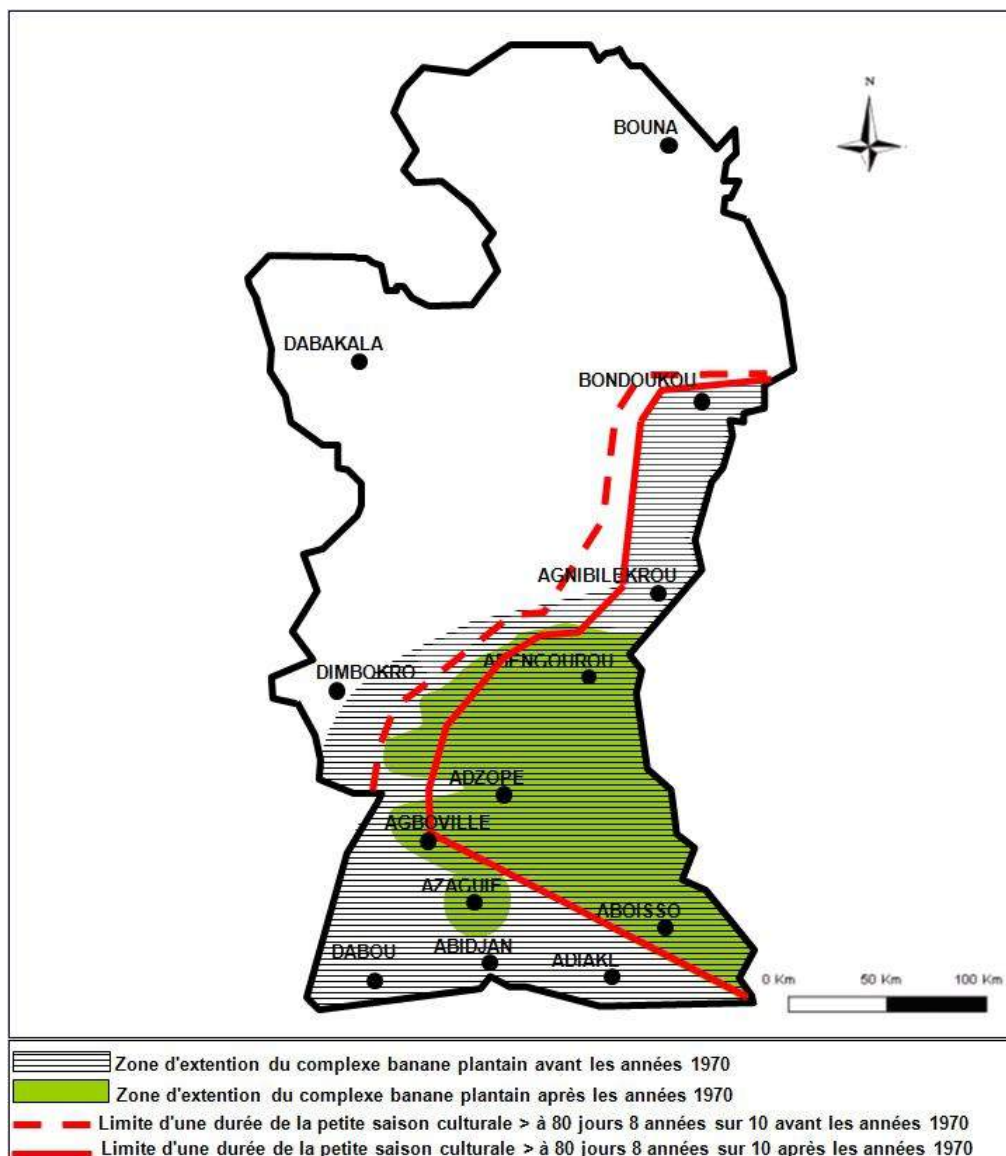 N
BOUNA
DABAKALA
BONDOUKOU
AGNIBILEKROU
ABENGOUROU
DIMBOKRO
ADZOPE
AGBOVILLE
AZAGUIE
ABOISSO
DABOU
ABIDJAN
ADIAKE
0 Km 50 Km 100 Km
Zone d'extention du complexe banane plantain avant les années 1970
Zone d'extention du complexe banane plantain après les années 1970
Limite d'une durée de la petite saison culturale > à 80 jours 8 années sur 10 avant les années 1970
Limite d'une durée de la petite saison culturale > à 80 jours 8 années sur 10 après les années 1970